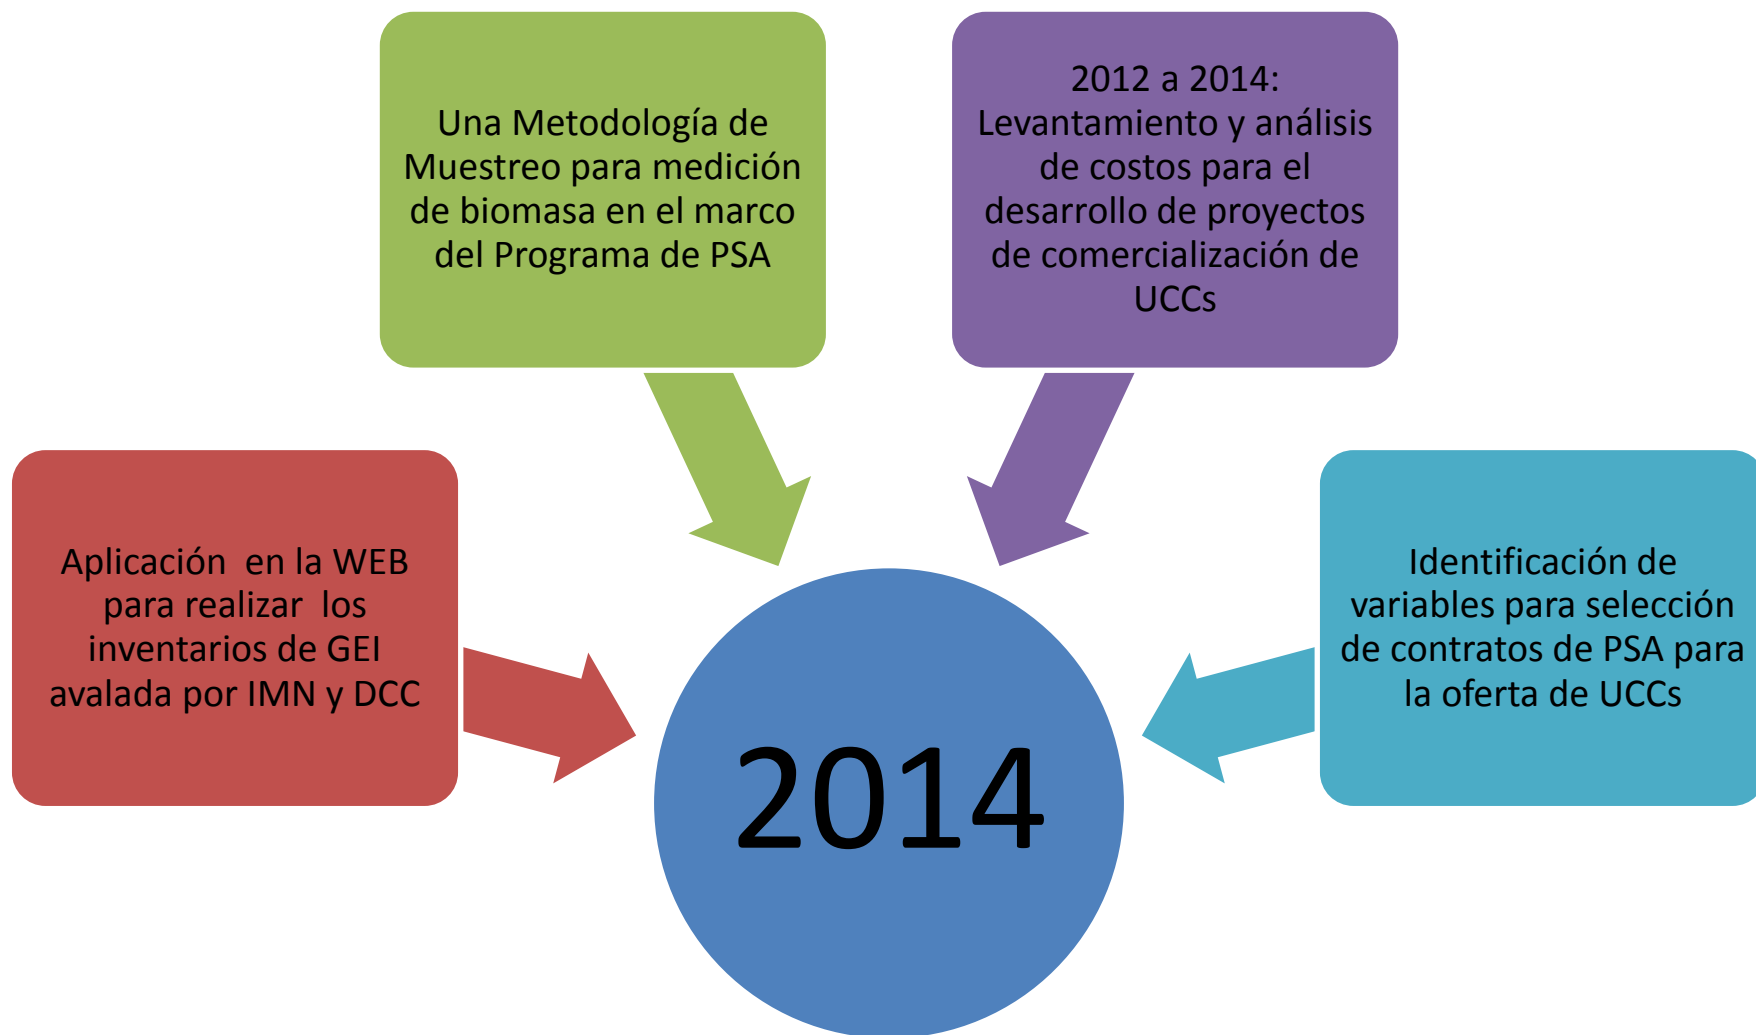 Una Metodología de
Muestreo para medición
de biomasa en el marco
del Programa de PSA
2012 a 2014:
Levantamiento y análisis
de costos para el
desarrollo de proyectos
de comercialización de
UCCs
Aplicación  en la WEB
para realizar  los
inventarios de GEI
avalada por IMN y DCC
Identificación de
variables para selección
de contratos de PSA para
la oferta de UCCs
2014